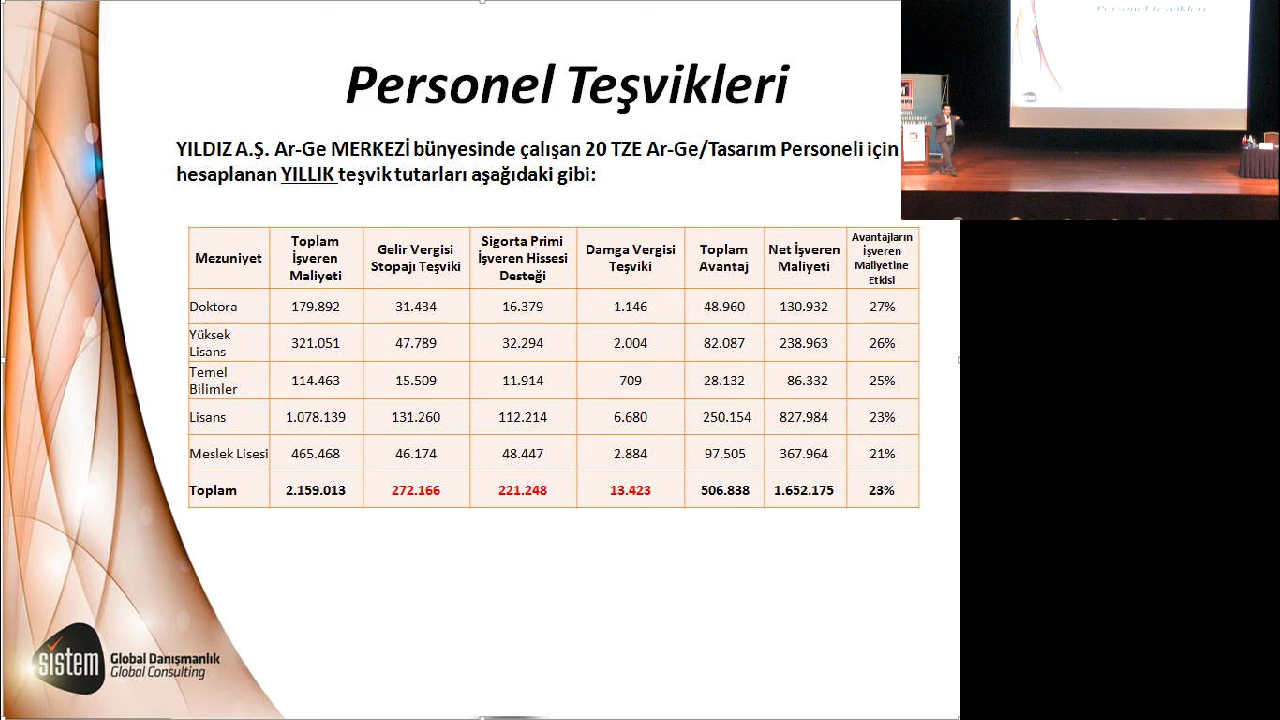 Personel Teşvikleri
YILDIZ A.Ş. Ar-Ge MERKEZİ bünyesinde çalışan 20 TZE Ar-Ge/Tasarım Personeli için
hesaplanan YILLIK teşvik tutarları aşağıdaki gibi:
Mezuniyet Toplam İşveren Maliyeti Gelir Vergisi Stopajı Teşviki Sigorta Primi İşveren Hissesi Desteği Damga Vergisi Teşviki Toplam Avantaj Net İşveren Maliyeti Avantajların İşveren Maliyetine Etkisi
Doktora 179.892 31.434 16.379 1.146 48.960 130.932 27%
Yüksek Lisans 321.051 47.789 32.294 2.004 82.087 238.963 26%
Temel Bilimler 114.463 15.509 11.914 709 28.132 86.332 25%
Lisans 1.078.139 131.260 112.214 6.680 250.154 827.984 23%
Meslek Lisesi 465.468 46.174 48.447 2.884 97.505 367.964 21%
Toplam 2.159.013 272.166 221.248 13.423 506.838 1.652.175 23%
sistem Global Danışmanlık
Global Consulting
Personel Teşvikleri